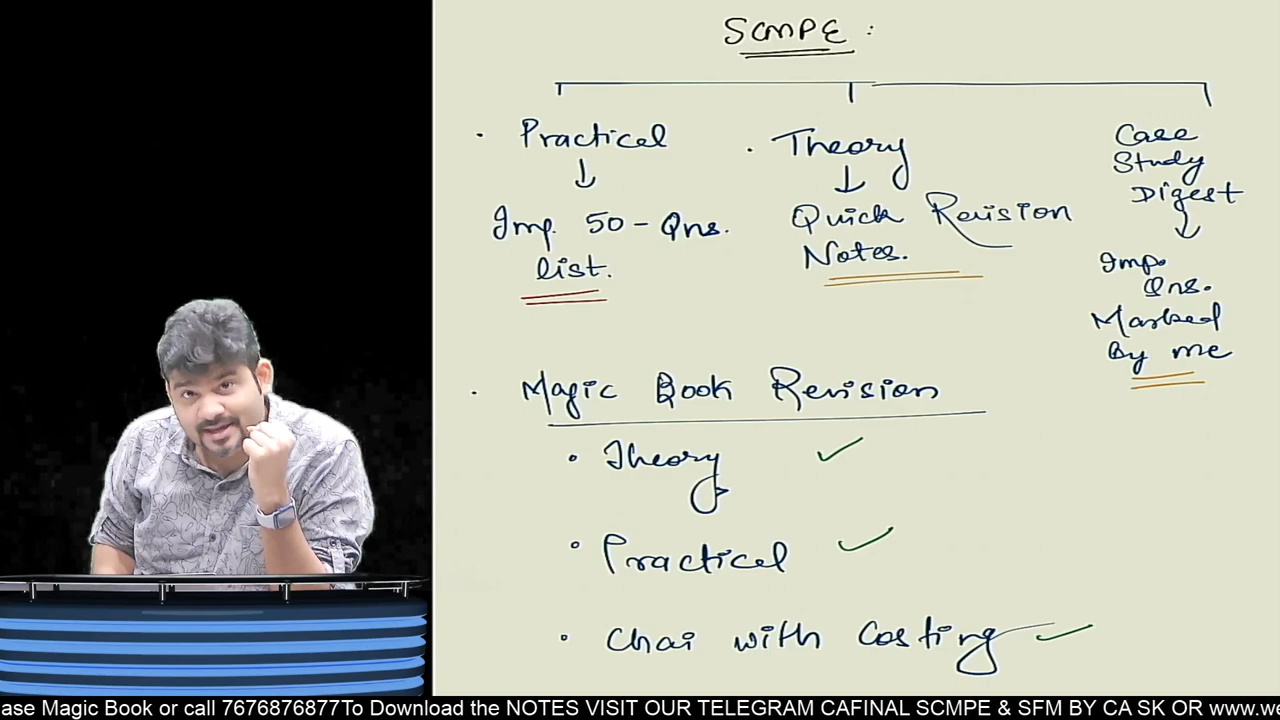 SCMPE :
· Practical
Imp. 50 - Qns.
list.
· Theory
Quick Revision
Notes.
Case
Study
Digest
Imp.
Qns.
Marked
By me
· Magic Book Revision
· Theory
· Practical
· Chai with Costing
ase Magic Book or call 7676876877To Download the NOTES VISIT OUR TELEGRAM CAFINAL SCMPE & SFM BY CA SK OR www.we